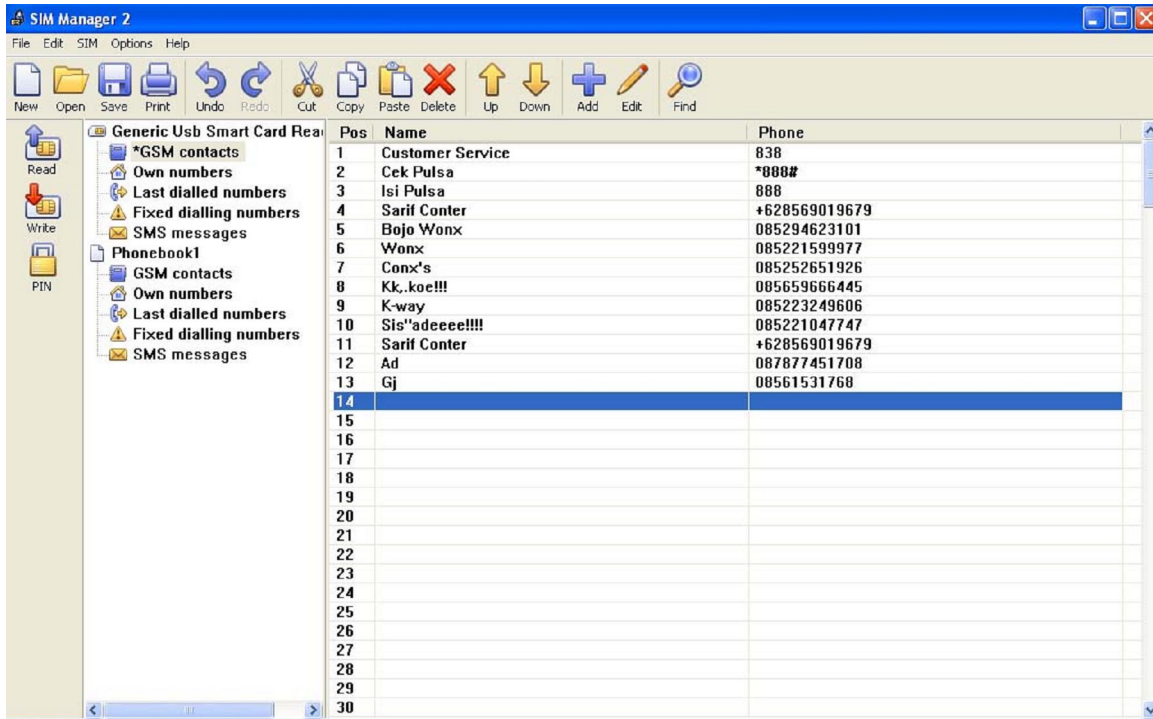 SIM Manager 2
File Edit SIM Options Help
New Open Save Print Undo Redo Cut Copy Paste Delete Up Down Add Edit Find
Read
Write
PIN
Generic Usb Smart Card Rea
*GSM contacts
Own numbers
Last dialled numbers
Fixed dialling numbers
SMS messages
Phonebook1
GSM contacts
Own numbers
Last dialled numbers
Fixed dialling numbers
SMS messages
Pos Name Phone
1 Customer Service 838
2 Cek Pulsa *888#
3 Isi Pulsa 888
4 Sarif Conter +628569019679
5 Bojo Wonx 085294623101
6 Wonx 085221599977
7 Conx's 085252651926
8 Kk,.koe!!! 085659666445
9 K-way 085223249606
10 Sis"adeeee!!!! 085221047747
11 Sarif Conter +628569019679
12 Ad 087877451708
13 Gj 08561531768
14
15
16
17
18
19
20
21
22
23
24
25
26
27
28
29
30